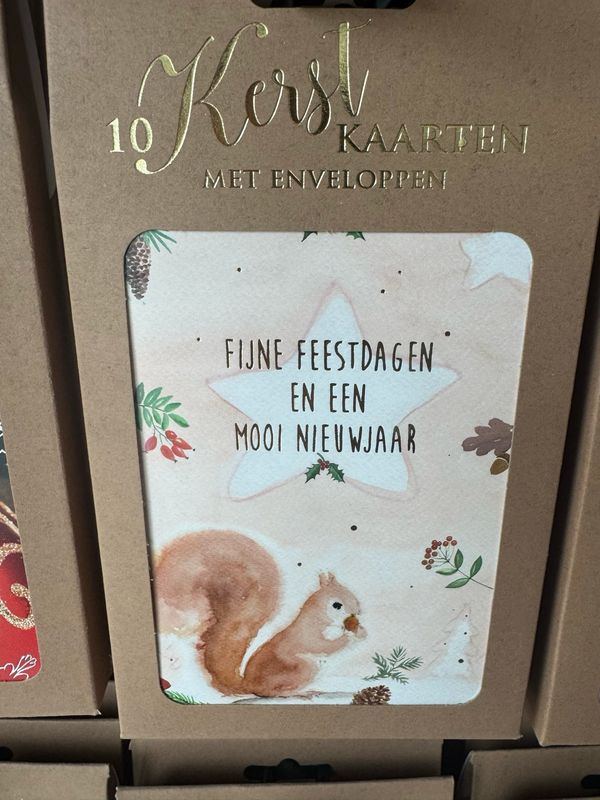 10 Kerst
KAARTEN
MET ENVELOPPEN
FIJNE FEESTDAGEN
EN EEN
MOOI NIEUWJAAR